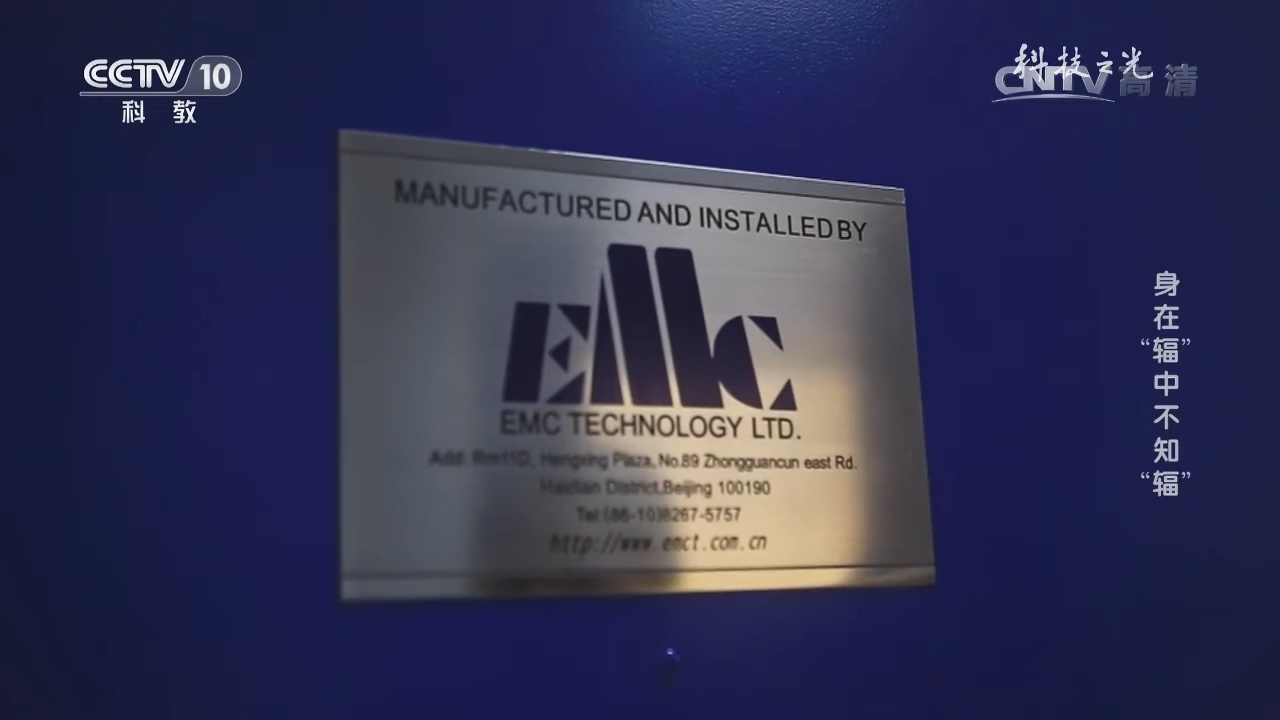 CCTV 10
科教
科技之光
CNTV高清
MANUFACTURED AND INSTALLED BY
EMC
EMC TECHNOLOGY LTD.
Add: Rm11D, Hengxing Plaza, No.89 Zhongguancun east Rd.
Haidian District,Beijing 100190
Tel:(86-10)8267-5757
http://www.emct.com.cn
身在“辐”中不知“辐”